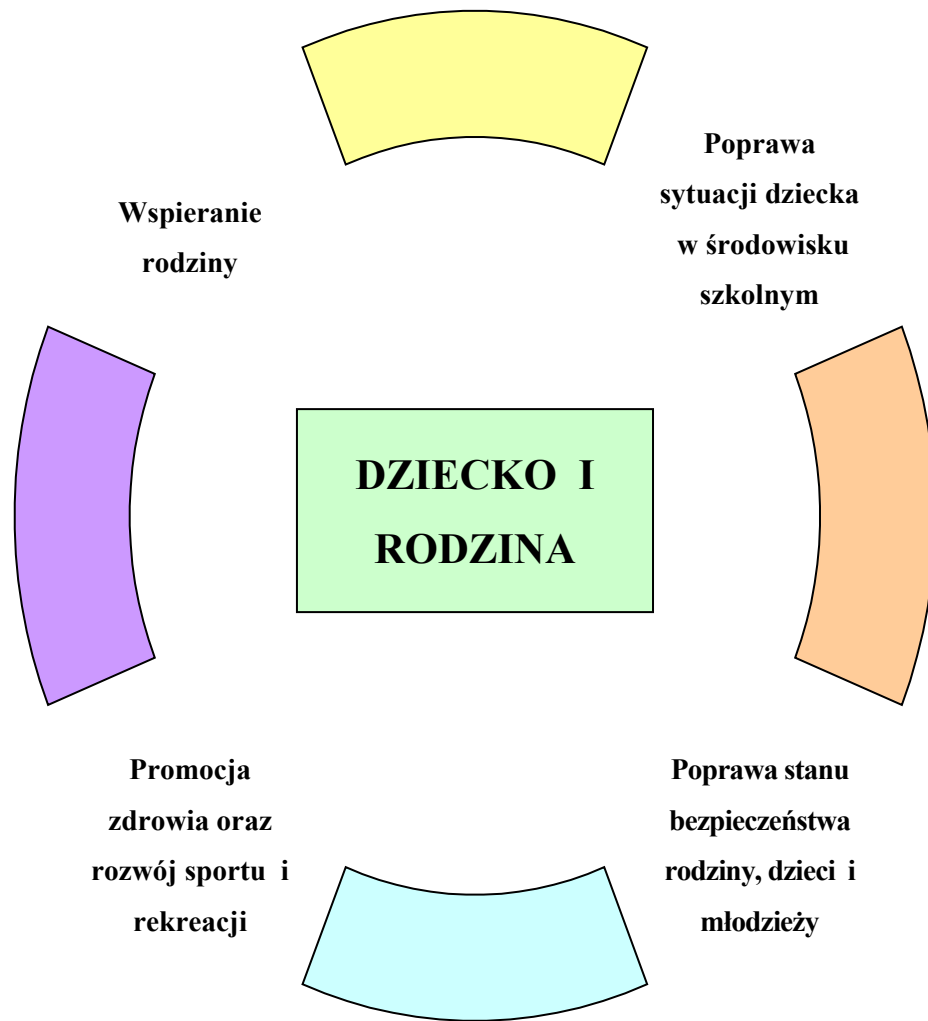 Wspieranie
rodziny
Poprawa
sytuacji dziecka
w środowisku
szkolnym
DZIECKO I
RODZINA
Promocja
zdrowia oraz
rozwój sportu i
rekreacji
Poprawa stanu
bezpieczeństwa
rodziny, dzieci i
młodzieży